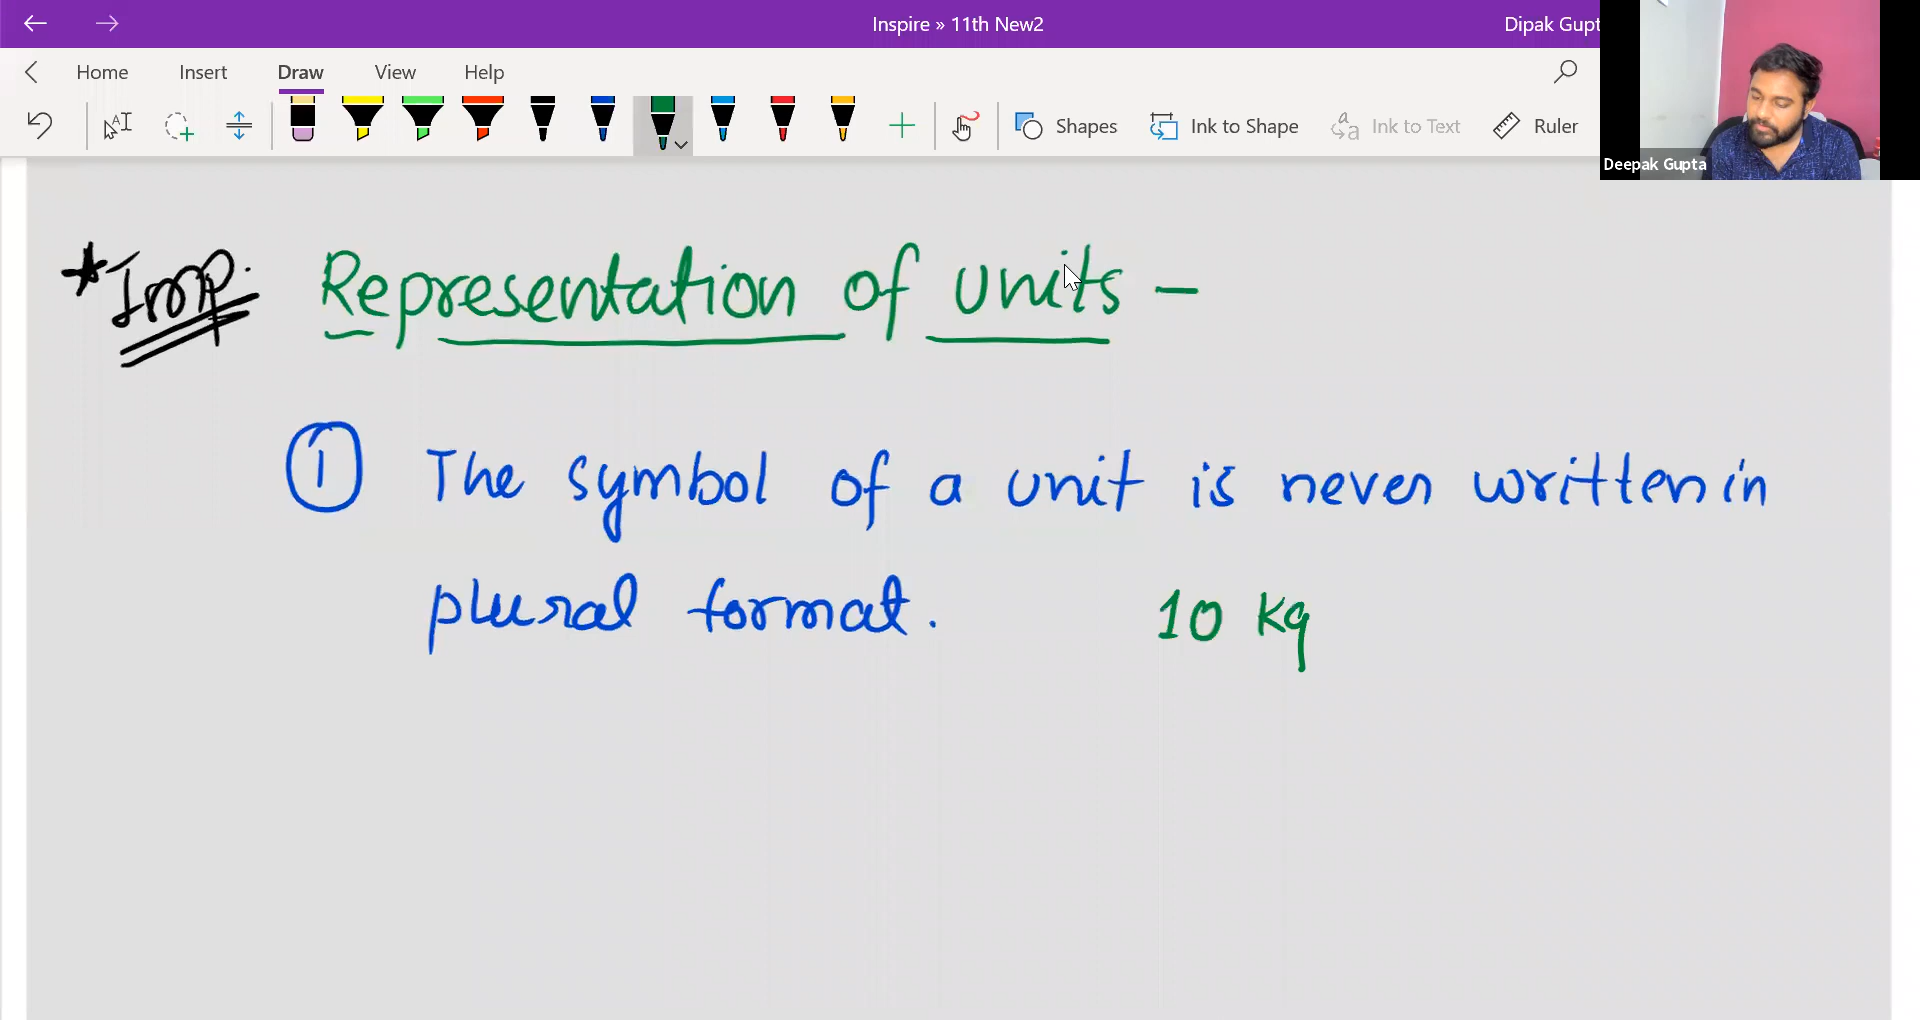 Inspire » 11th New2
Dipak Gupt
Home Insert Draw View Help
Shapes Ink to Shape Ink to Text Ruler
Deepak Gupta
*Imp. Representation of units -
① The symbol of a unit is never written in
plural format. 10 kg